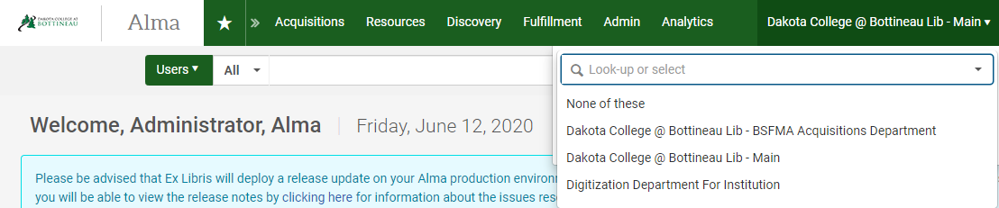 DAKOTA COLLEGE AT
BOTTINEAU
Alma
Acquisitions Resources Discovery Fulfillment Admin Analytics
Dakota College @ Bottineau Lib - Main
Users All
Look-up or select
None of these
Dakota College @ Bottineau Lib - BSFMA Acquisitions Department
Dakota College @ Bottineau Lib - Main
Digitization Department For Institution
Welcome, Administrator, Alma | Friday, June 12, 2020
Please be advised that Ex Libris will deploy a release update on your Alma production environ
you will be able to view the release notes by clicking here for information about the issues res